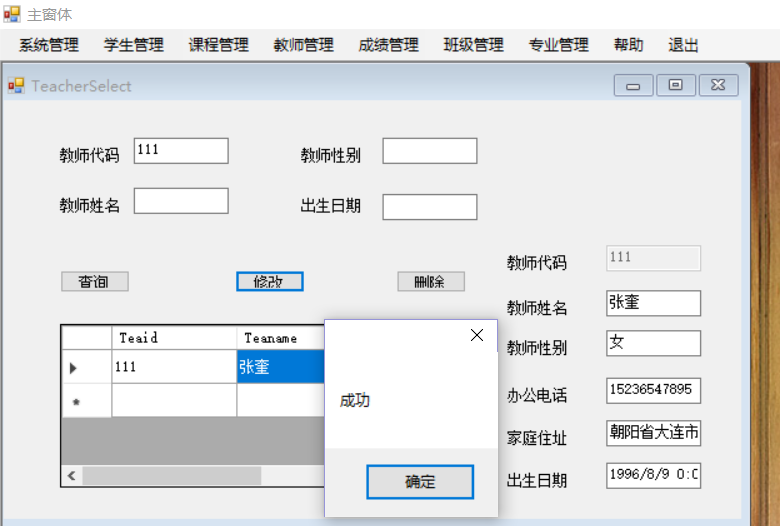 主窗体
系统管理 学生管理 课程管理 教师管理 成绩管理 班级管理 专业管理 帮助 退出
TeacherSelect
教师代码 111 教师性别
教师姓名 出生日期
查询 修改 删除
教师代码 111
教师姓名 张奎
教师性别 女
办公电话 15236547895
家庭住址 朝阳省大连市
出生日期 1996/8/9 0:0
Teaid Teaname
111 张奎
成功
确定